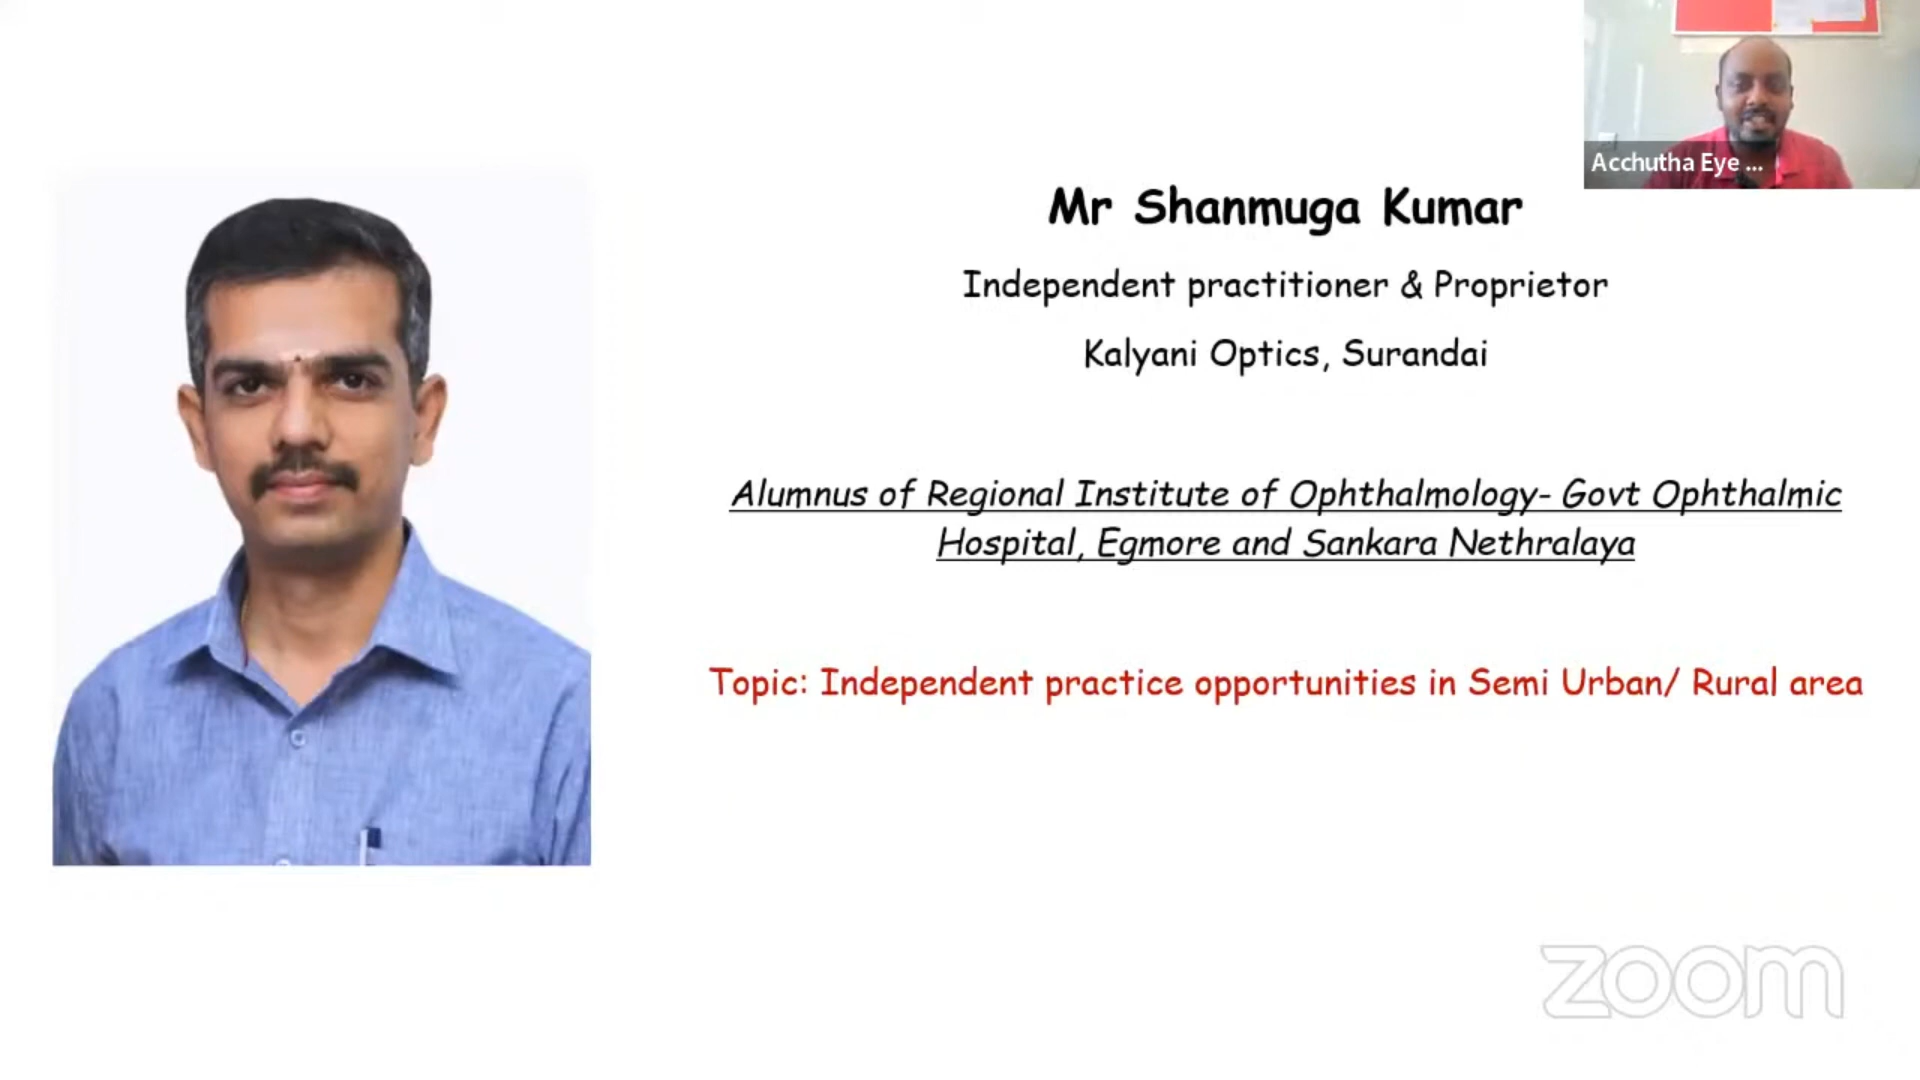 Acchutha Eye ...
Mr Shanmuga Kumar
Independent practitioner & Proprietor
Kalyani Optics, Surandai
Alumnus of Regional Institute of Ophthalmology- Govt Ophthalmic
Hospital, Egmore and Sankara Nethralaya
Topic: Independent practice opportunities in Semi Urban/ Rural area
zoom